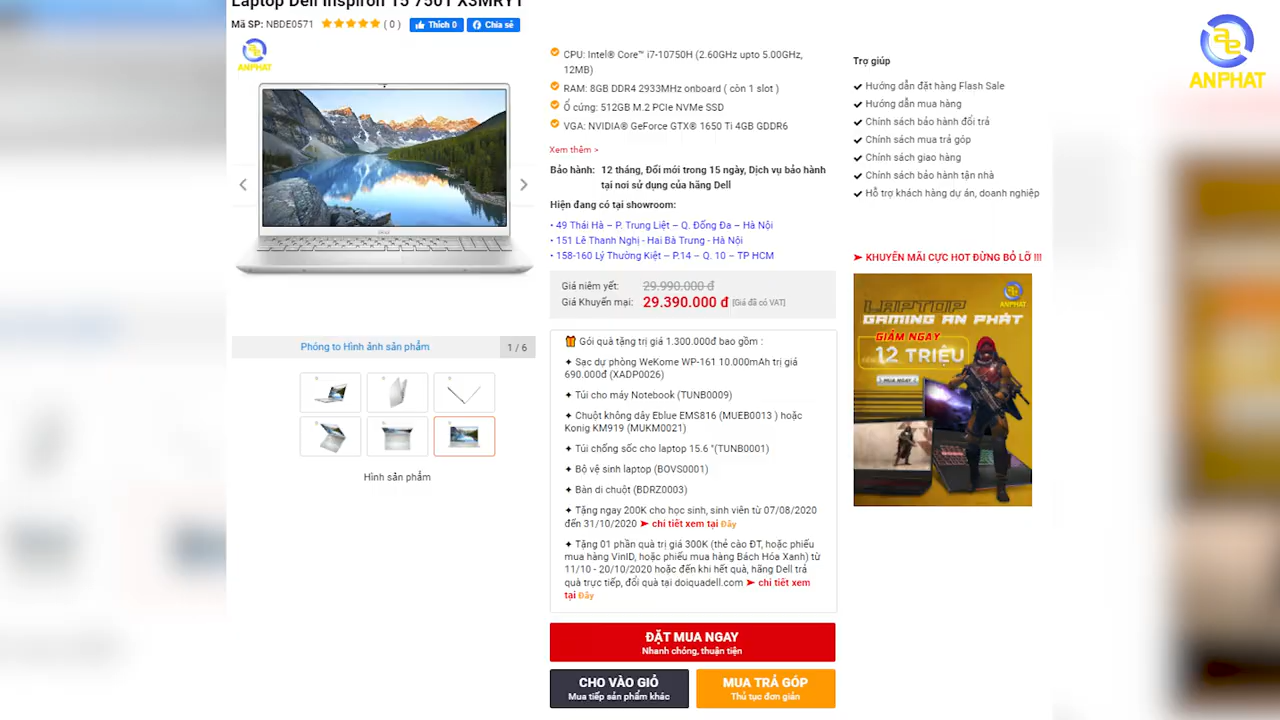 Laptop Dell Inspiron 15 7501 X3MRY1
Mã SP: NBDE0571 ( 0 ) Thích 0 Chia sẻ
ANPHAT
CPU: Intel® Core™ i7-10750H (2.60GHz upto 5.00GHz,
12MB)
RAM: 8GB DDR4 2933MHz onboard ( còn 1 slot )
Ổ cứng: 512GB M.2 PCIe NVMe SSD
VGA: NVIDIA® GeForce GTX® 1650 Ti 4GB GDDR6
Xem thêm >
Bảo hành: 12 tháng, Đổi mới trong 15 ngày, Dịch vụ bảo hành
tại nơi sử dụng của hãng Dell
Hiện đang có tại showroom:
• 49 Thái Hà – P. Trung Liệt – Q. Đống Đa – Hà Nội
• 151 Lê Thanh Nghị - Hai Bà Trưng - Hà Nội
• 158-160 Lý Thường Kiệt – P.14 – Q. 10 – TP HCM
Giá niêm yết: 29.990.000 đ
Giá Khuyến mại: 29.390.000 đ [Giá đã có VAT]
Phóng to Hình ảnh sản phẩm
1 / 6
Hình sản phẩm
Gói quà tặng trị giá 1.300.000đ bao gồm :
✦ Sạc dự phòng WeKome WP-161 10.000mAh trị giá
690.000đ (XADP0026)
✦ Túi cho máy Notebook (TUNB0009)
✦ Chuột không dây Eblue EMS816 (MUEB0013 ) hoặc
Konig KM919 (MUKM0021)
✦ Túi chống sốc cho laptop 15.6 "(TUNB0001)
✦ Bộ vệ sinh laptop (BOVS0001)
✦ Bàn di chuột (BDRZ0003)
✦ Tặng ngay 200K cho học sinh, sinh viên từ 07/08/2020
đến 31/10/2020 ➤ chi tiết xem tại Đây
✦ Tặng 01 phần quà trị giá 300K (thẻ cào ĐT, hoặc phiếu
mua hàng VinID, hoặc phiếu mua hàng Bách Hóa Xanh) từ
11/10 - 20/10/2020 hoặc đến khi hết quà, hãng Dell trả
quà trực tiếp, đổi quà tại doiquadell.com ➤ chi tiết xem
tại Đây
ĐẶT MUA NGAY
Nhanh chóng, thuận tiện
CHO VÀO GIỎ
Mua tiếp sản phẩm khác
MUA TRẢ GÓP
Thủ tục đơn giản
Trợ giúp
Hướng dẫn đặt hàng Flash Sale
Hướng dẫn mua hàng
Chính sách bảo hành đổi trả
Chính sách mua trả góp
Chính sách giao hàng
Chính sách bảo hành tận nhà
Hỗ trợ khách hàng dự án, doanh nghiệp
➤ KHUYẾN MÃI CỰC HOT ĐỪNG BỎ LỠ !!!
ANPHAT
LAPTOP
GAMING AN PHÁT
GIẢM NGAY
12 TRIỆU
MUA NGAY
ANPHAT